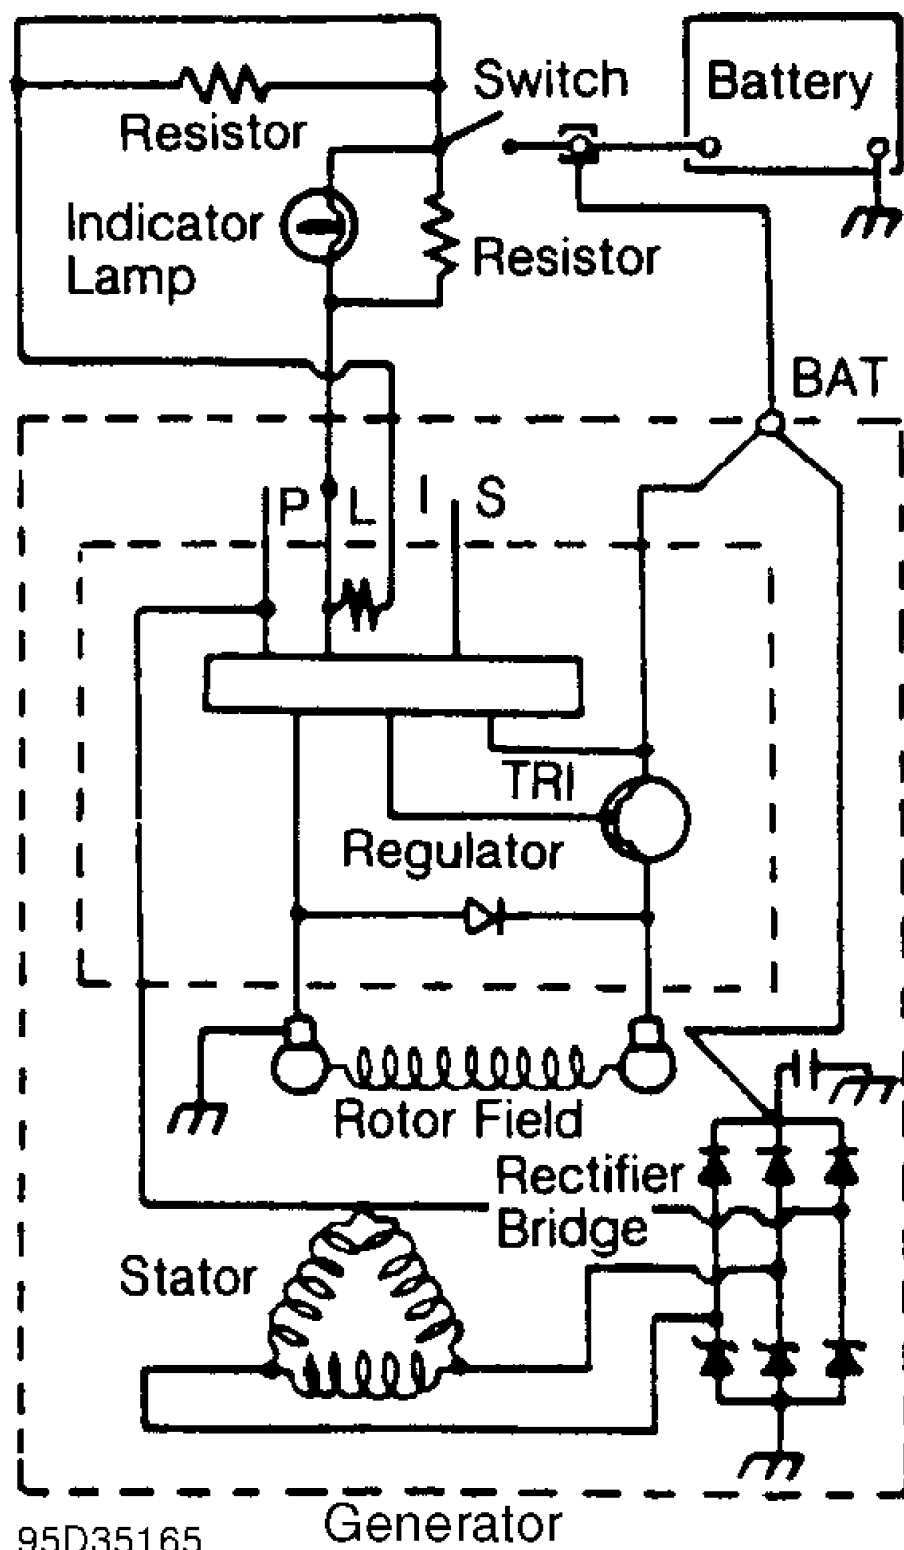 Switch
Battery
Resistor
Indicator
Lamp
Resistor
BAT
P L I S
TRI
Regulator
Rotor Field
Rectifier
Bridge
Stator
Generator
95D35165